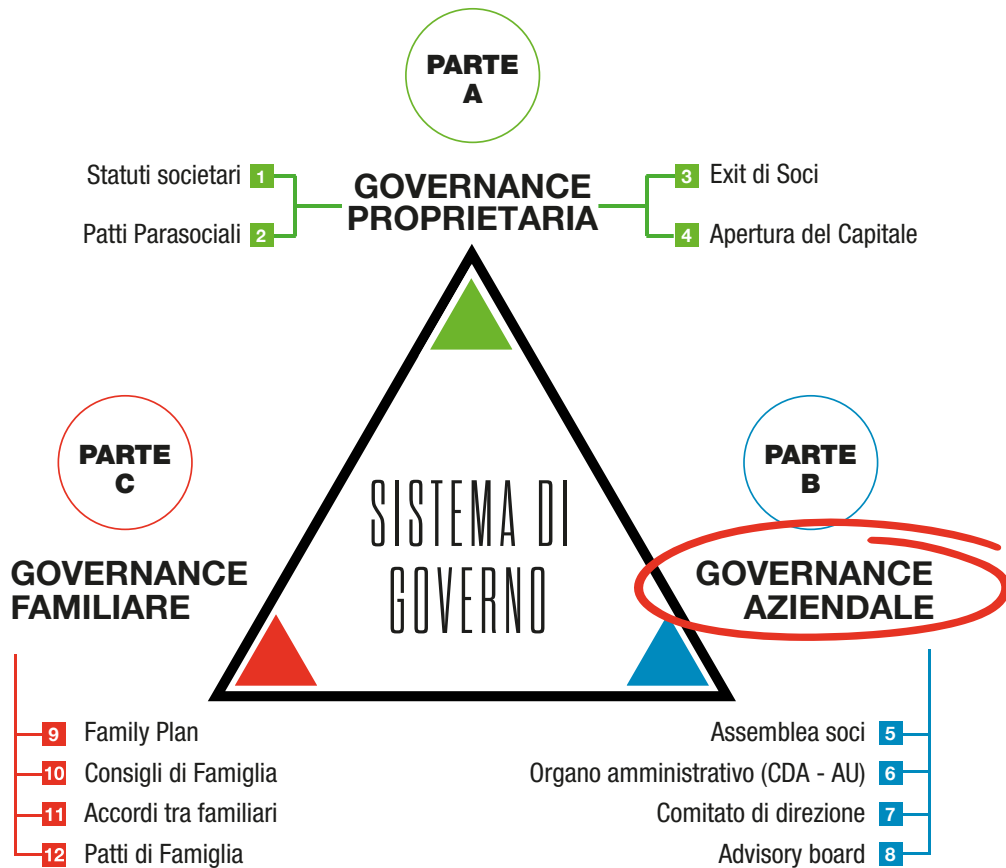 PARTE
A
Statuti societari 1
Patti Parasociali 2
GOVERNANCE
PROPRIETARIA
3 Exit di Soci
4 Apertura del Capitale
PARTE
C
GOVERNANCE
FAMILIARE
SISTEMA DI
GOVERNO
PARTE
B
GOVERNANCE
AZIENDALE
9 Family Plan
10 Consigli di Famiglia
11 Accordi tra familiari
12 Patti di Famiglia
Assemblea soci 5
Organo amministrativo (CDA - AU) 6
Comitato di direzione 7
Advisory board 8